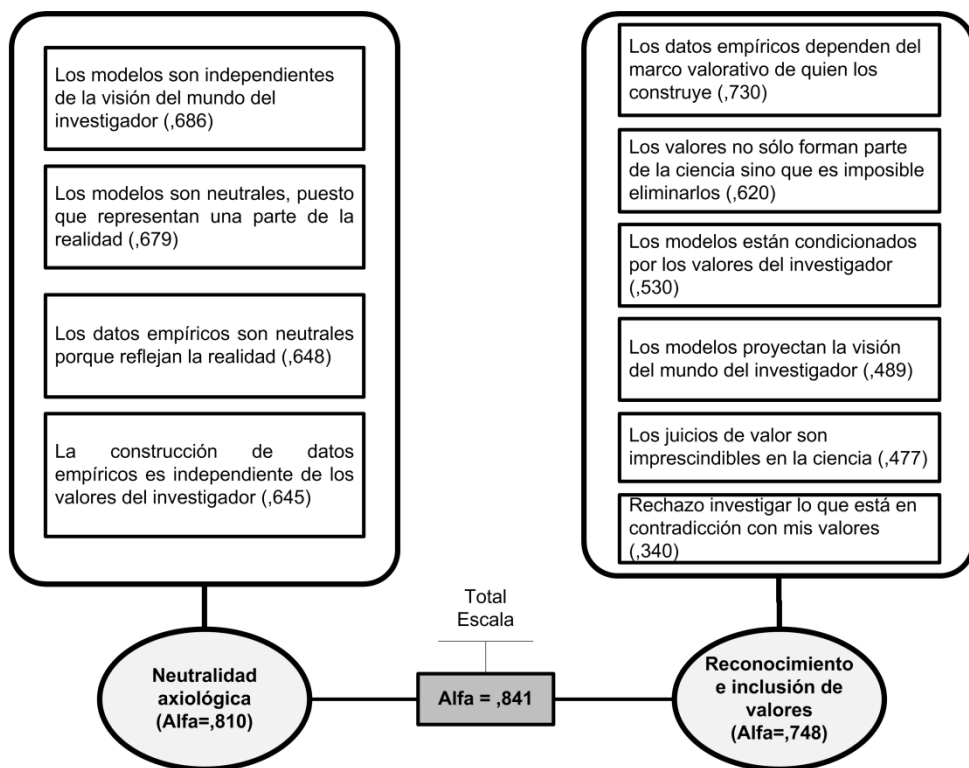 Los modelos son independientes
de la visión del mundo del
investigador (,686)
Los modelos son neutrales, puesto
que representan una parte de la
realidad (,679)
Los datos empíricos son neutrales
porque reflejan la realidad (,648)
La construcción de datos
empíricos es independiente de los
valores del investigador (,645)
Los datos empíricos dependen del
marco valorativo de quien los
construye (,730)
Los valores no sólo forman parte
de la ciencia sino que es imposible
eliminarlos (,620)
Los modelos están condicionados
por los valores del investigador
(,530)
Los modelos proyectan la visión
del mundo del investigador (,489)
Los juicios de valor son
imprescindibles en la ciencia (,477)
Rechazo investigar lo que está en
contradicción con mis valores
(,340)
Total
Escala
Neutralidad
axiológica
(Alfa=,810)
Alfa = ,841
Reconocimiento
e inclusión de
valores
(Alfa=,748)